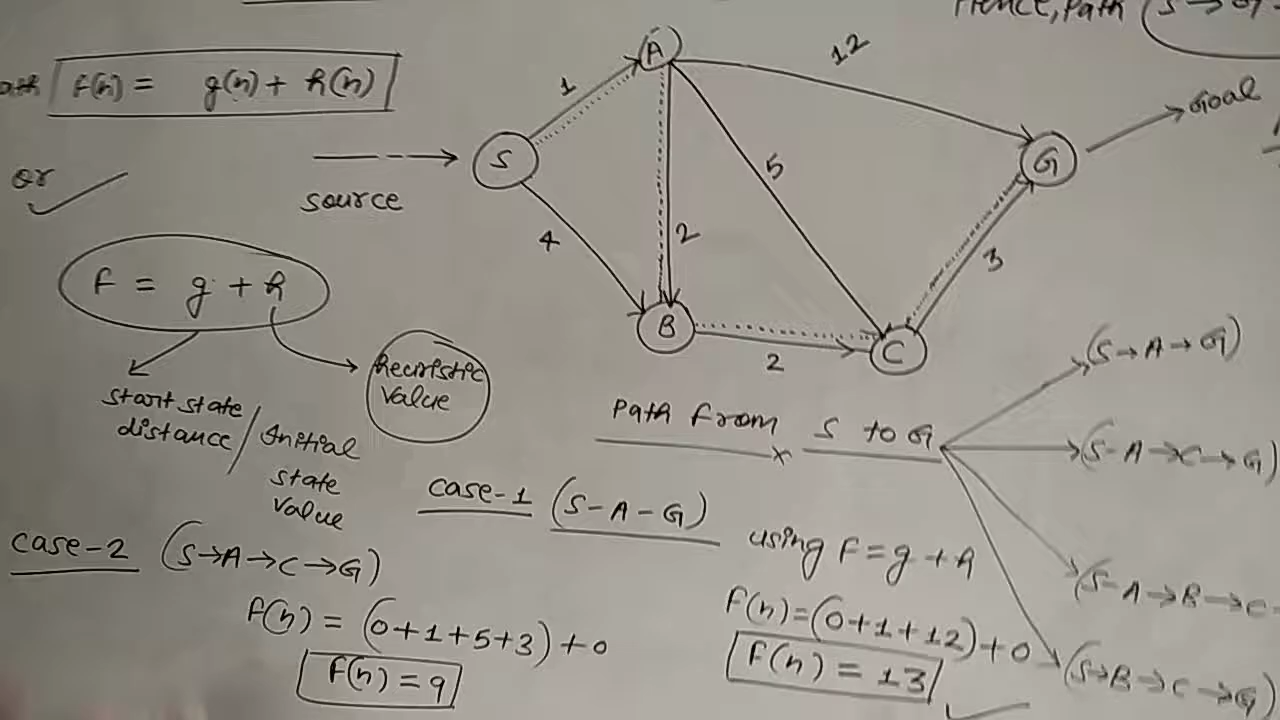 Hence, Path (S → G
f(n) = g(n) + h(n)
or
F = g + h
start state
distance /
Initial
state
value
Heuristic
value
source
S
A
B
C
G
1
4
2
5
12
2
3
Goal
Path from S to G
(S → A → G)
(S - A → C → G)
(S - A → B → C -
(S → B → C → G)
case-1 (S - A - G)
using F = g + h
f(n) = (0 + 1 + 12) + 0
f(n) = 13
case-2 (S → A → C → G)
f(n) = (0 + 1 + 5 + 3) + 0
f(n) = 9